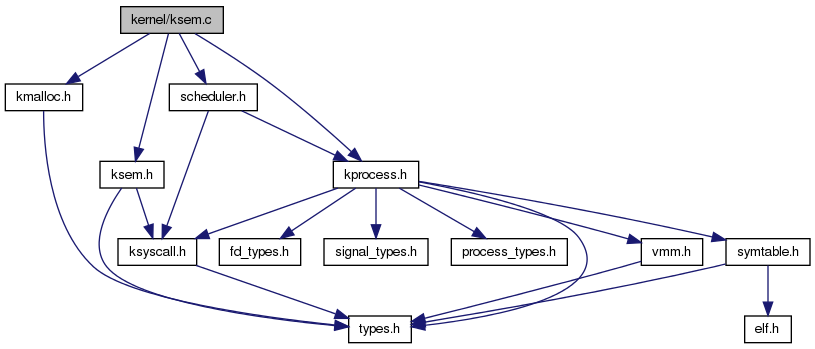 kernel/ksem.c
kmalloc.h
scheduler.h
ksem.h
kprocess.h
ksyscall.h
fd_types.h
signal_types.h
process_types.h
vmm.h
symtable.h
types.h
elf.h